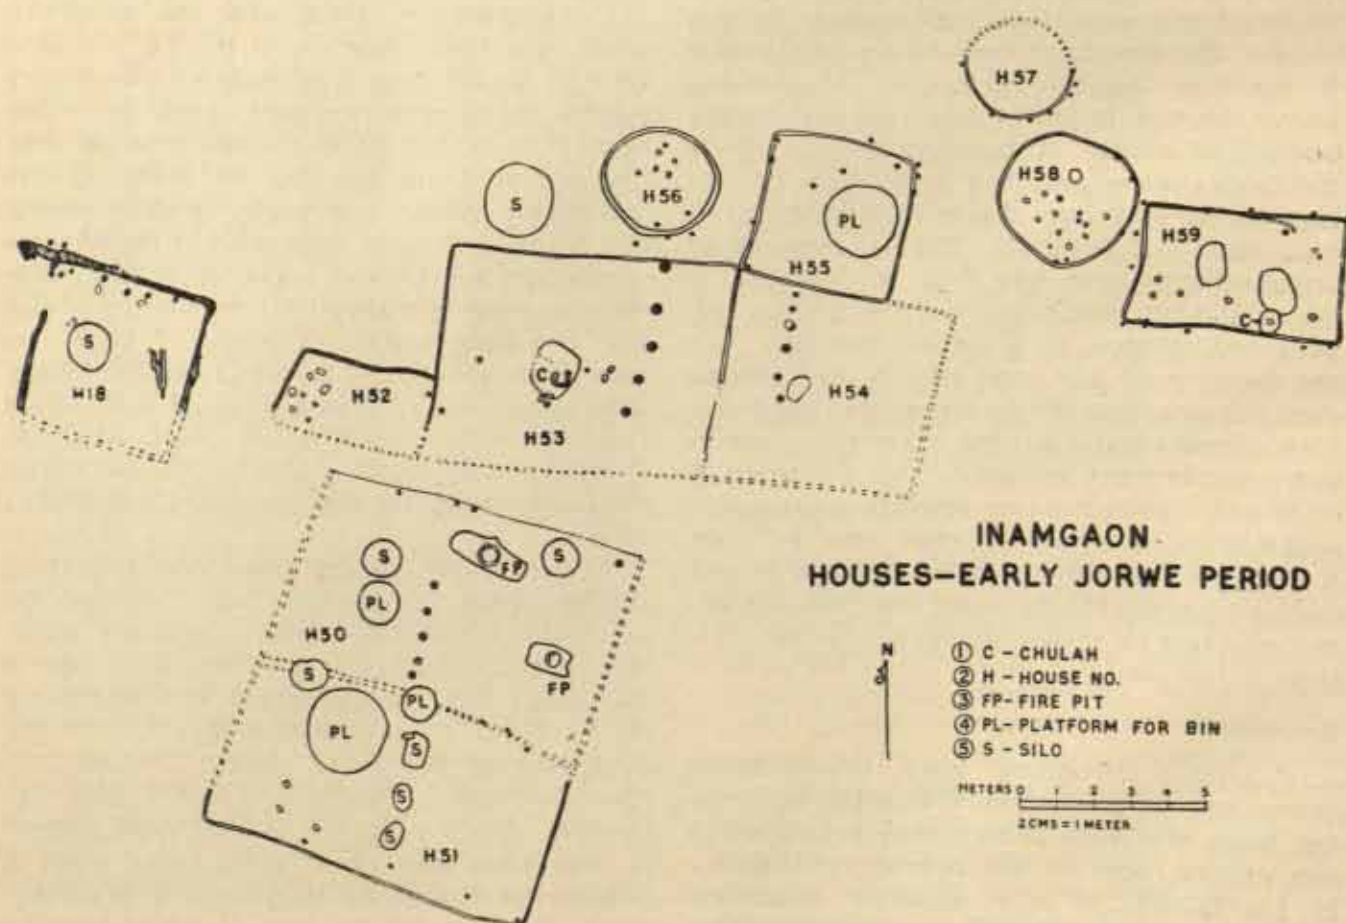 H57
H58
H56
S
PL
H59
H55
C
S
H18
H52
H53
H54
S
FP
S
PL
H50
FP
S
PL
PL
S
S
S
H51
INAMGAON
HOUSES-EARLY JORWE PERIOD
N
① C - CHULAH
② H - HOUSE NO.
③ FP - FIRE PIT
④ PL - PLATFORM FOR BIN
⑤ S - SILO
METERS 0 1 2 3 4 5
2 CMS = 1 METER